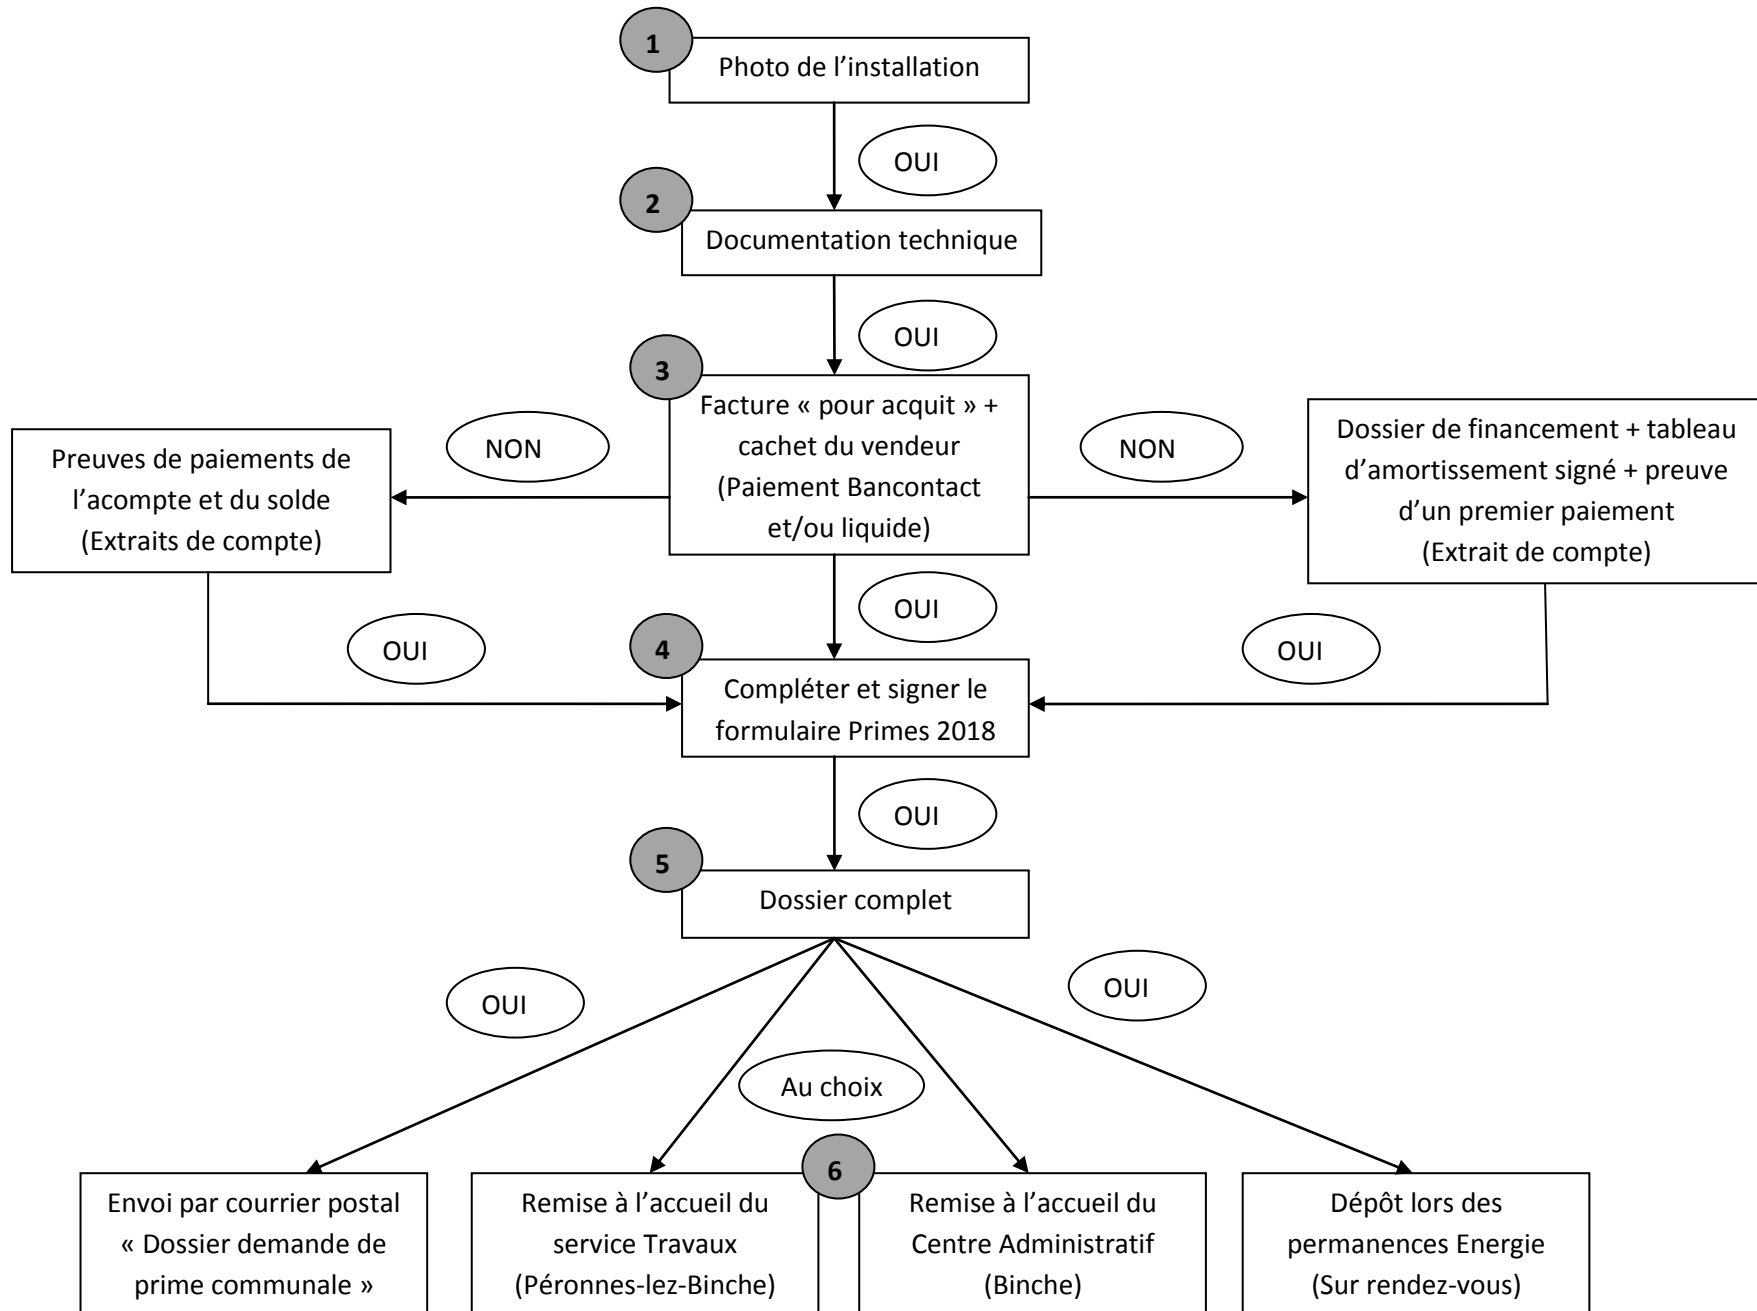 1
Photo de l’installation
OUI
2
Documentation technique
OUI
3
Facture « pour acquit » +
cachet du vendeur
(Paiement Bancontact
et/ou liquide)
NON
Preuves de paiements de
l’acompte et du solde
(Extraits de compte)
NON
Dossier de financement + tableau
d’amortissement signé + preuve
d’un premier paiement
(Extrait de compte)
OUI
OUI
OUI
4
Compléter et signer le
formulaire Primes 2018
OUI
5
Dossier complet
OUI
OUI
Au choix
6
Envoi par courrier postal
« Dossier demande de
prime communale »
Remise à l’accueil du
service Travaux
(Péronnes-lez-Binche)
Remise à l’accueil du
Centre Administratif
(Binche)
Dépôt lors des
permanences Energie
(Sur rendez-vous)